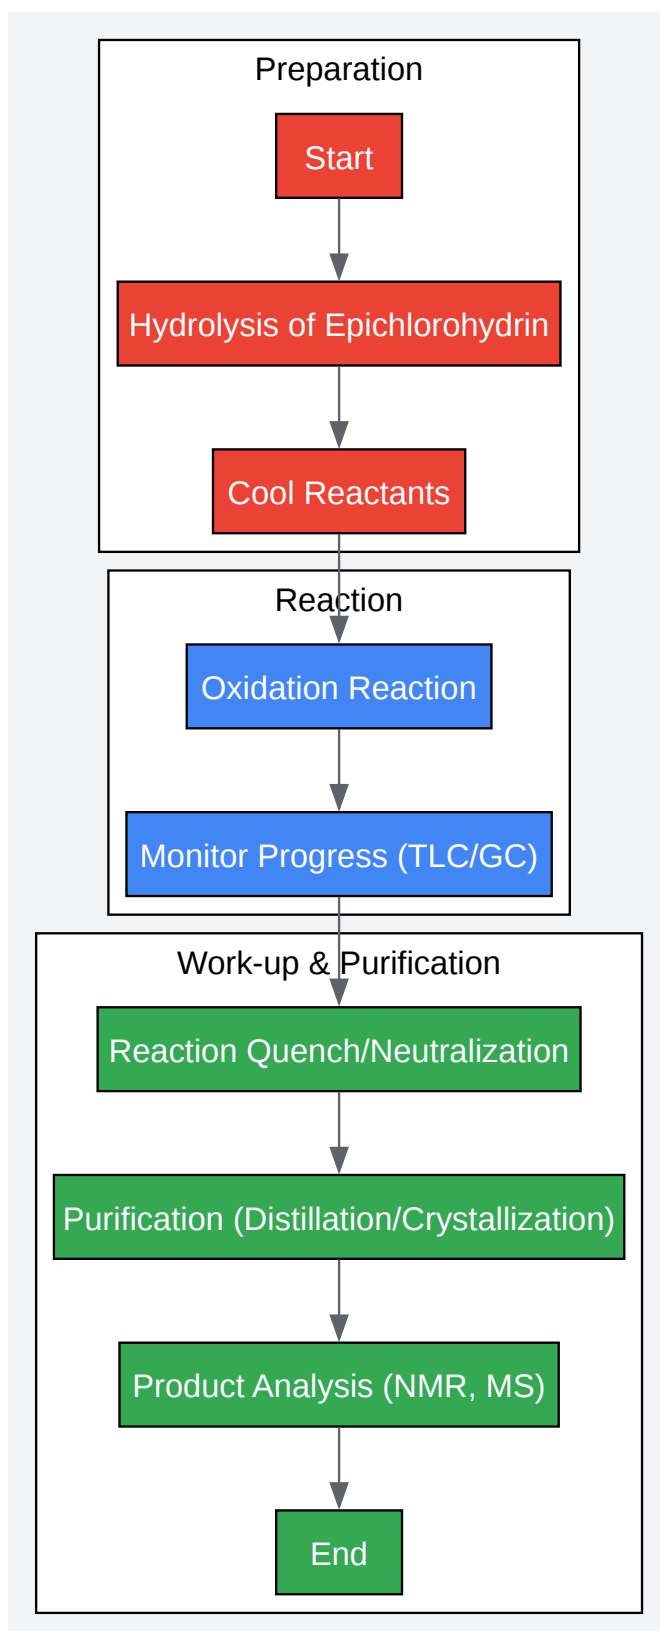 Preparation
Start
Hydrolysis of Epichlorohydrin
Cool Reactants
Reaction
Oxidation Reaction
Monitor Progress (TLC/GC)
Work-up & Purification
Reaction Quench/Neutralization
Purification (Distillation/Crystallization)
Product Analysis (NMR, MS)
End